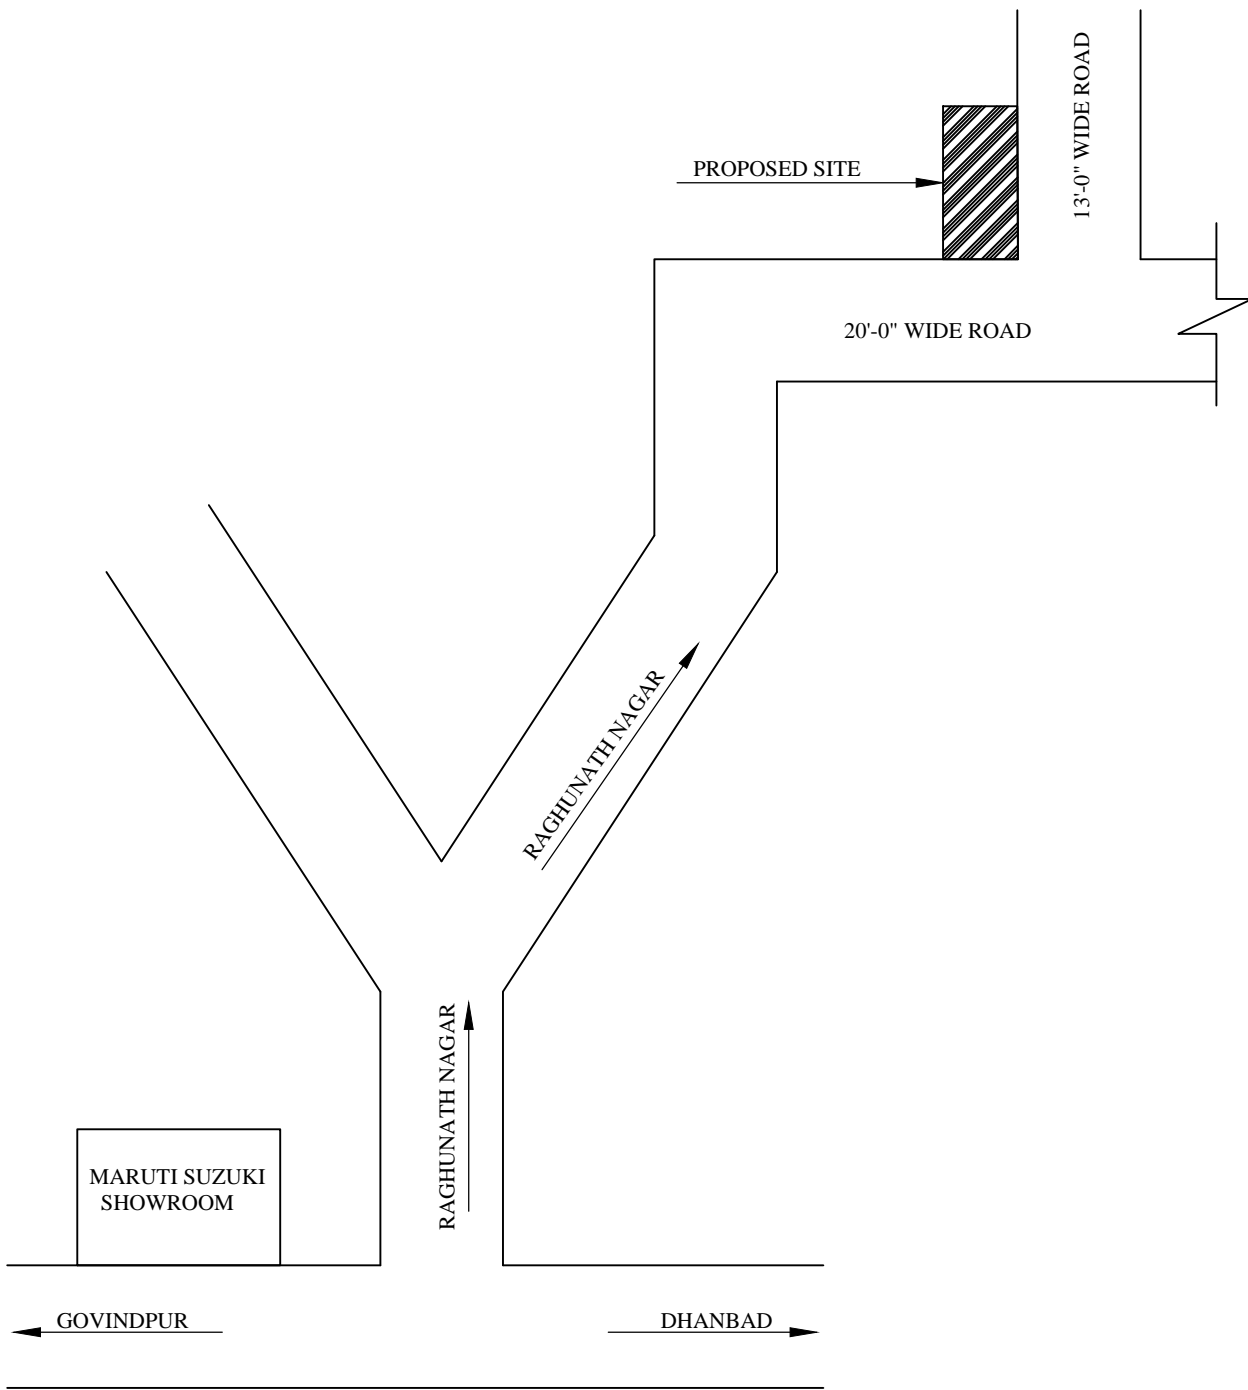 13'-0" WIDE ROAD
PROPOSED SITE
20'-0" WIDE ROAD
RAGHUNATH NAGAR
RAGHUNATH NAGAR
MARUTI SUZUKI
SHOWROOM
GOVINDPUR
DHANBAD